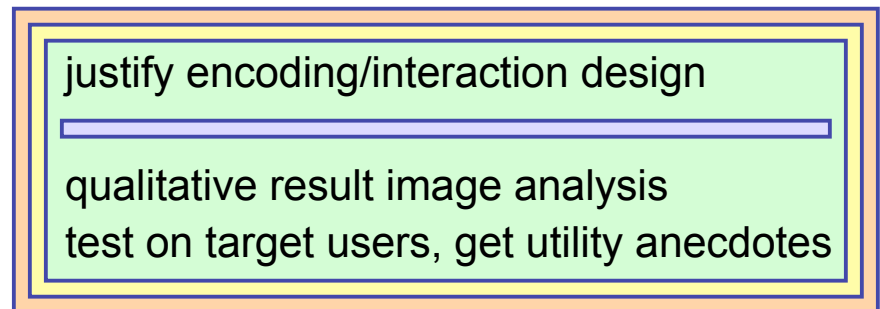 justify encoding/interaction design
qualitative result image analysis
test on target users, get utility anecdotes